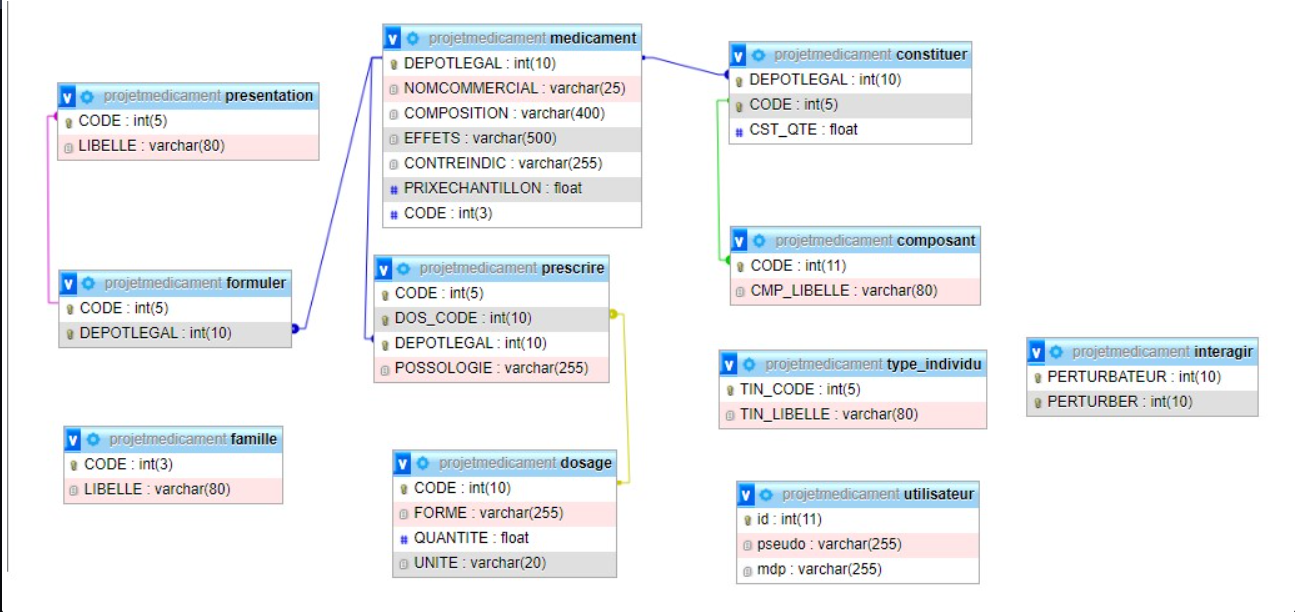 v projetmedicament presentation
CODE : int(5)
LIBELLE : varchar(80)
v projetmedicament medicament
DEPOTLEGAL : int(10)
NOMCOMMERCIAL : varchar(25)
COMPOSITION : varchar(400)
EFFETS : varchar(500)
CONTREINDIC : varchar(255)
# PRIXECHANTILLON : float
# CODE : int(3)
v projetmedicament constituer
DEPOTLEGAL : int(10)
CODE : int(5)
# CST_QTE : float
v projetmedicament formuler
CODE : int(5)
DEPOTLEGAL : int(10)
v projetmedicament prescrire
CODE : int(5)
DOS_CODE : int(10)
DEPOTLEGAL : int(10)
POSSOLOGIE : varchar(255)
v projetmedicament composant
CODE : int(11)
CMP_LIBELLE : varchar(80)
v projetmedicament type_individu
TIN_CODE : int(5)
TIN_LIBELLE : varchar(80)
v projetmedicament interagir
PERTURBATEUR : int(10)
PERTURBER : int(10)
v projetmedicament famille
CODE : int(3)
LIBELLE : varchar(80)
v projetmedicament dosage
CODE : int(10)
FORME : varchar(255)
# QUANTITE : float
UNITE : varchar(20)
v projetmedicament utilisateur
id : int(11)
pseudo : varchar(255)
mdp : varchar(255)